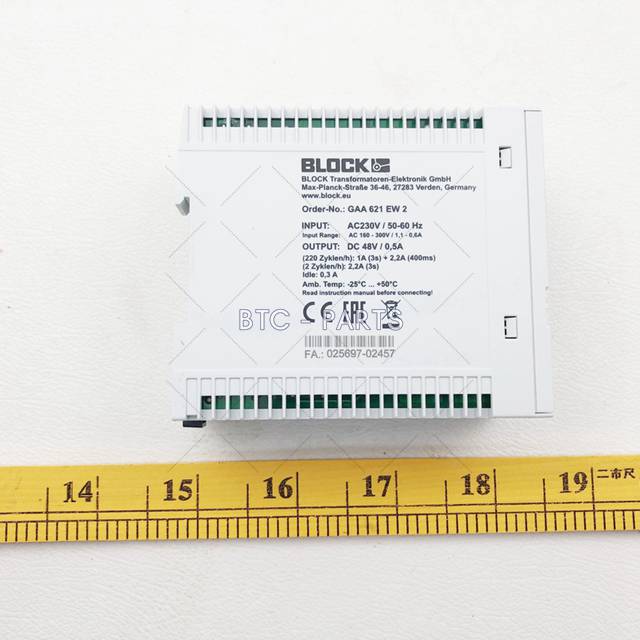 BLOCK
BLOCK Transformatoren-Elektronik GmbH
Max-Planck-Straße 36-46, 27283 Verden, Germany
www.block.eu
Order-No.: GAA 621 EW 2
INPUT: AC230V / 50-60 Hz
Input Range: AC 160 - 300V / 1,1 - 0,6A
OUTPUT: DC 48V / 0,5A
(220 Zyklen/h): 1A (3s) + 2,2A (400ms)
(2 Zyklen/h): 2,2A (3s)
Idle: 0,3 A
Amb. Temp: -25°C ... +50°C
Read instruction manual before connecting!
CE EAC
BTC - PARTS
FA.: 025697-02457
14 15 16 17 18 19 二市尺